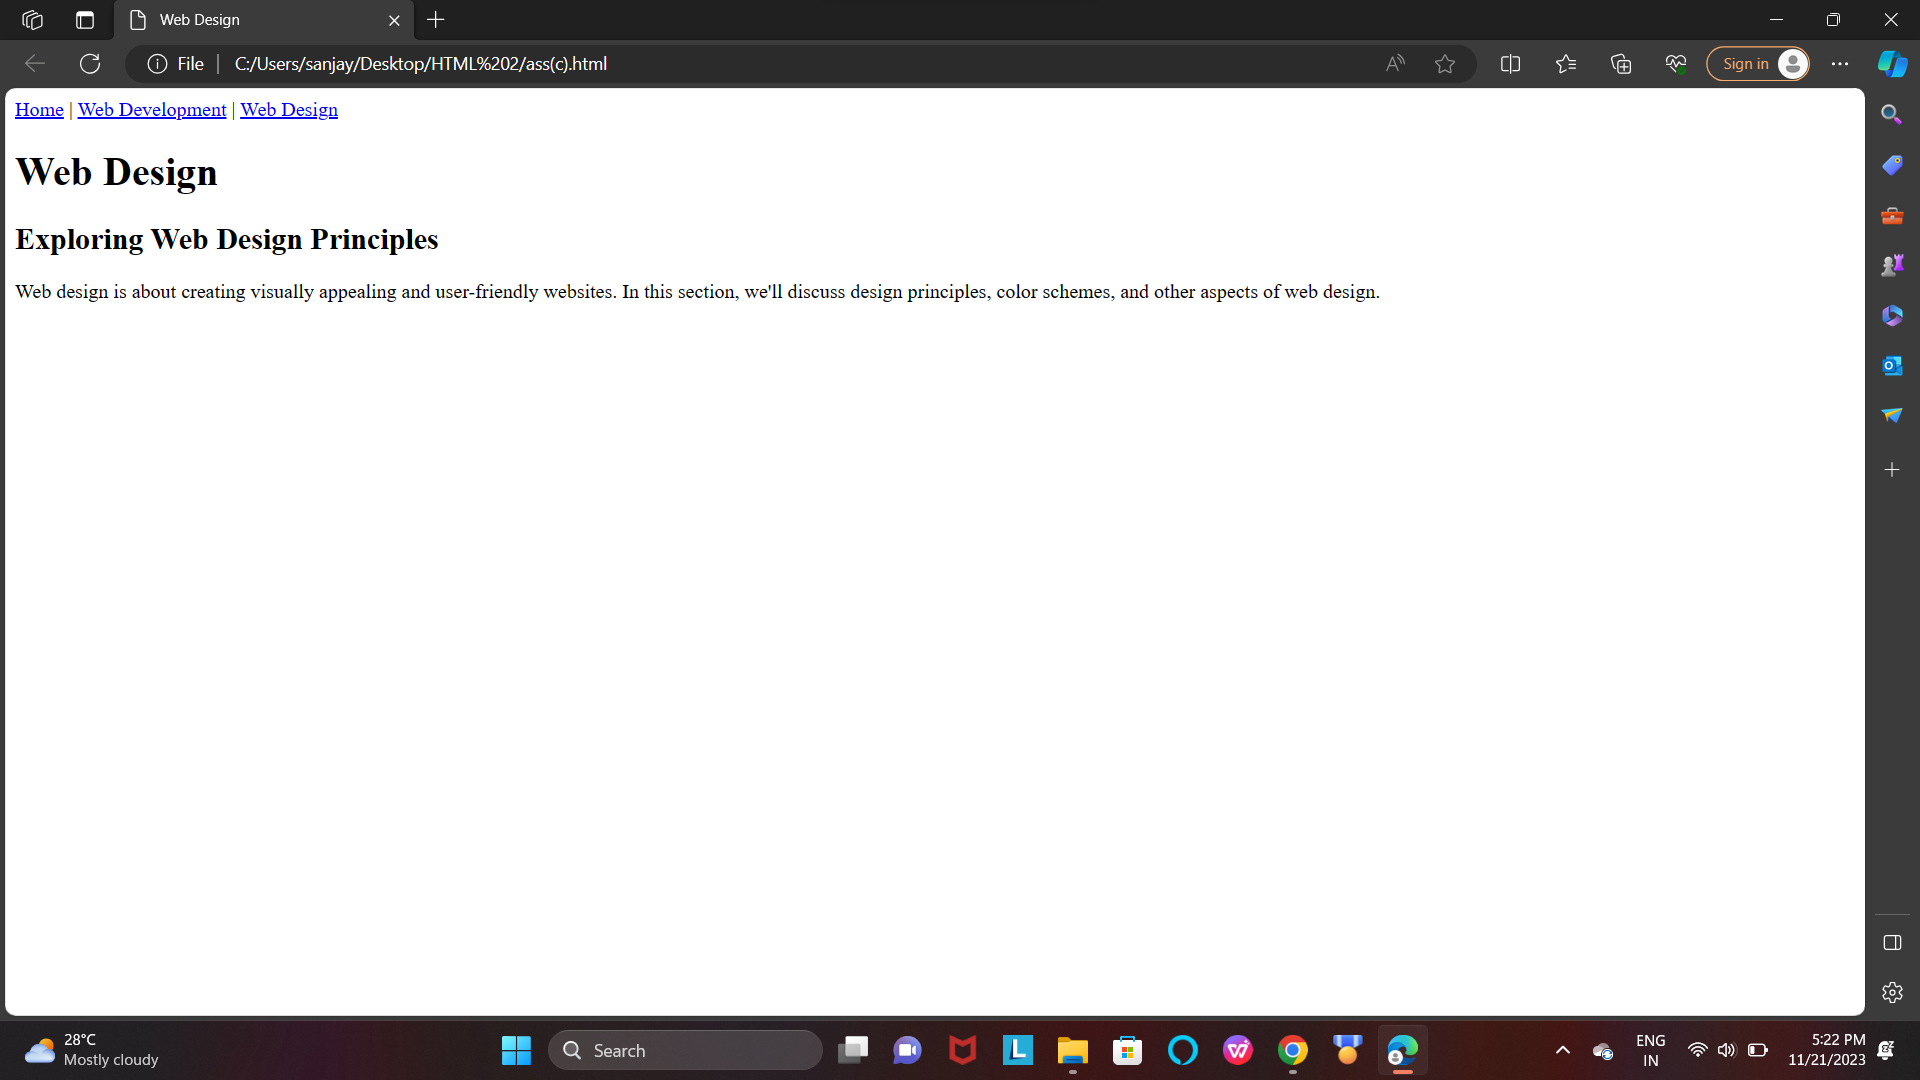 Web Design
File | C:/Users/sanjay/Desktop/HTML%202/ass(c).html
Sign in
Home | Web Development | Web Design
Web Design
Exploring Web Design Principles
Web design is about creating visually appealing and user-friendly websites. In this section, we'll discuss design principles, color schemes, and other aspects of web design.
28°C
Mostly cloudy
Search
ENG
IN
5:22 PM
11/21/2023